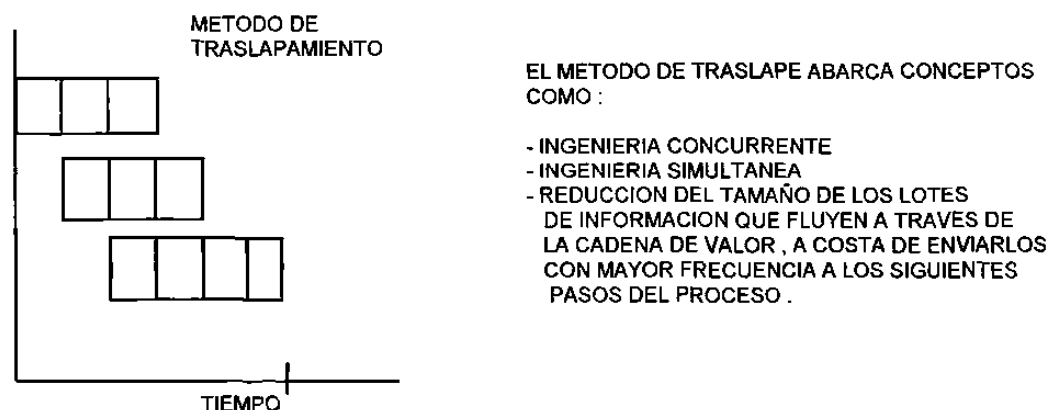 METODO DE
TRASLAPAMIENTO
EL METODO DE TRASLAPE ABARCA CONCEPTOS
COMO :
- INGENIERIA CONCURRENTE
- INGENIERIA SIMULTANEA
- REDUCCION DEL TAMAÑO DE LOS LOTES
DE INFORMACION QUE FLUYEN A TRAVES DE
LA CADENA DE VALOR , A COSTA DE ENVIARLOS
CON MAYOR FRECUENCIA A LOS SIGUIENTES
PASOS DEL PROCESO .
TIEMPO